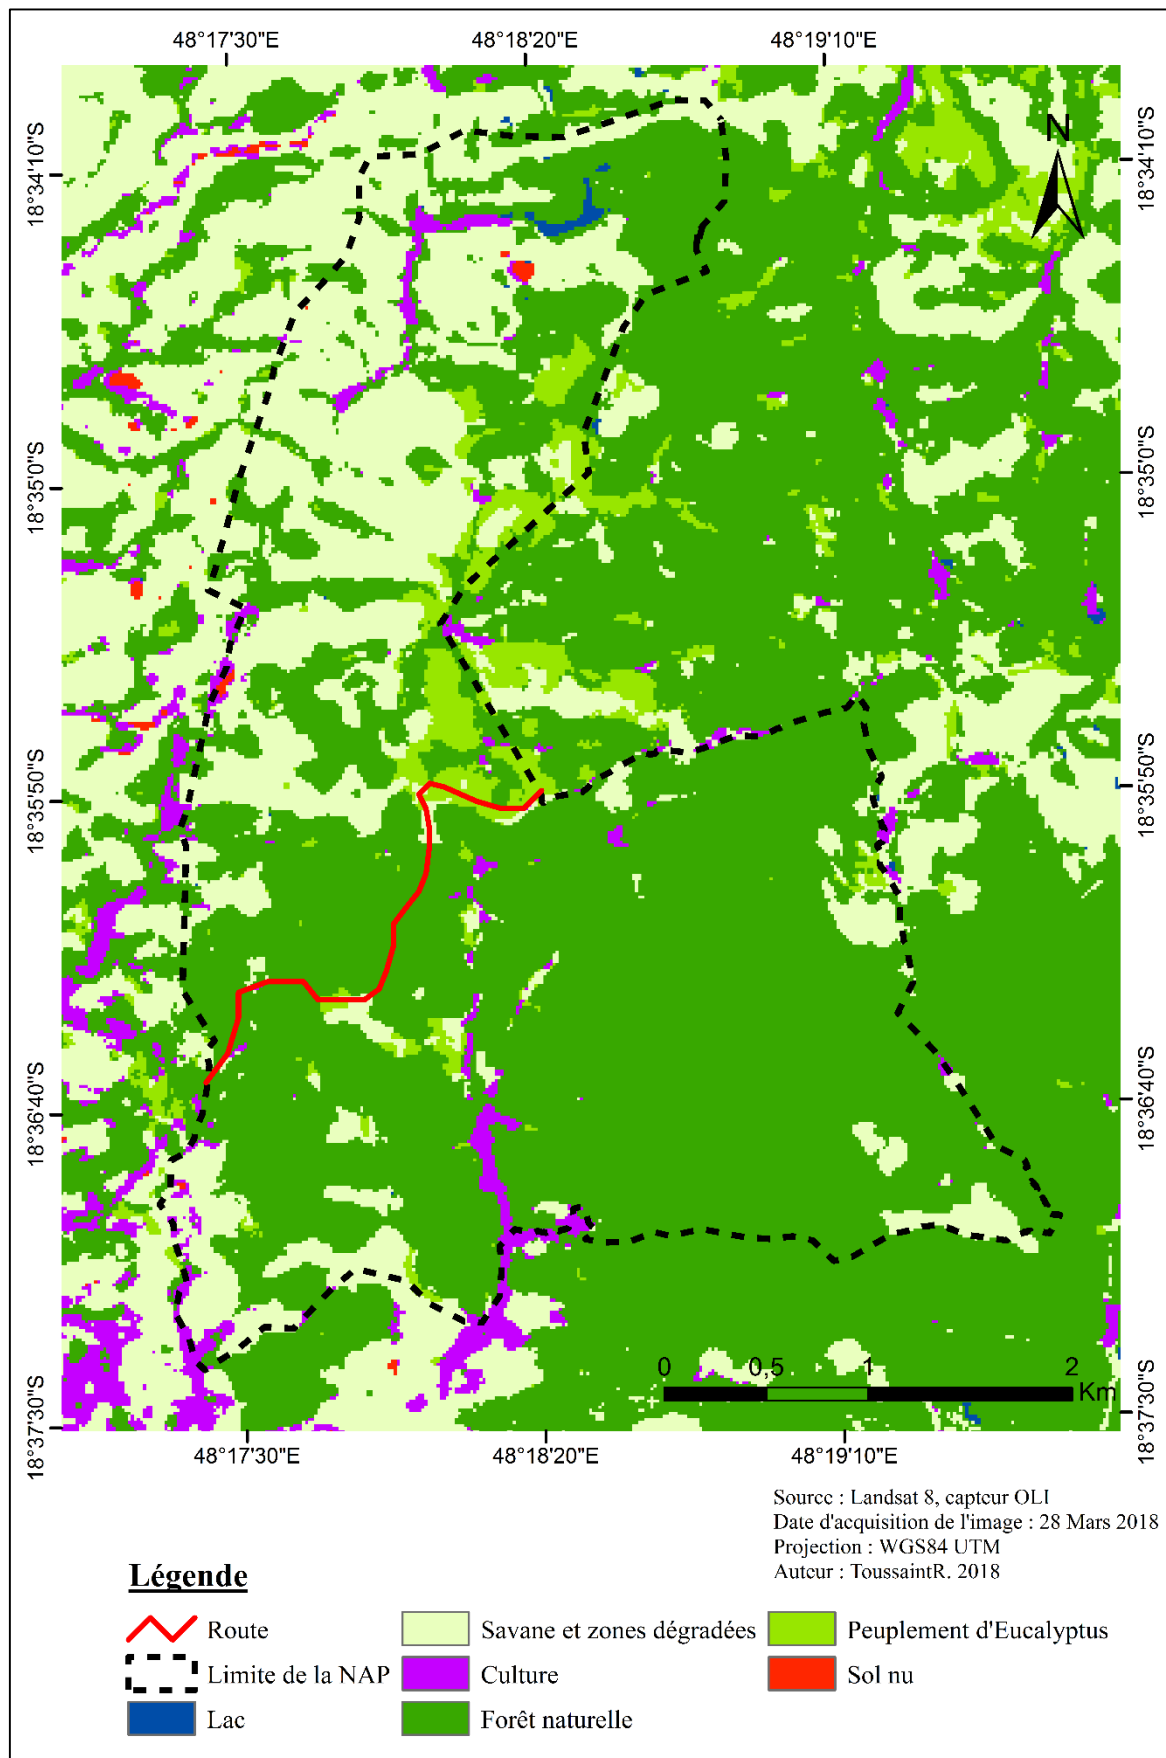 48°17'30"E 48°18'20"E 48°19'10"E
N
18°34'10"S 18°34'10"S
18°35'0"S 18°35'0"S
18°35'50"S 18°35'50"S
18°36'40"S 18°36'40"S
18°37'30"S 18°37'30"S
0 0,5 1 2
Km
48°17'30"E 48°18'20"E 48°19'10"E
Source : Landsat 8, capteur OLI
Date d'acquisition de l'image : 28 Mars 2018
Projection : WGS84 UTM
Auteur : ToussaintR. 2018
Légende
Route
Savane et zones dégradées
Peuplement d'Eucalyptus
Limite de la NAP
Culture
Sol nu
Lac
Forêt naturelle